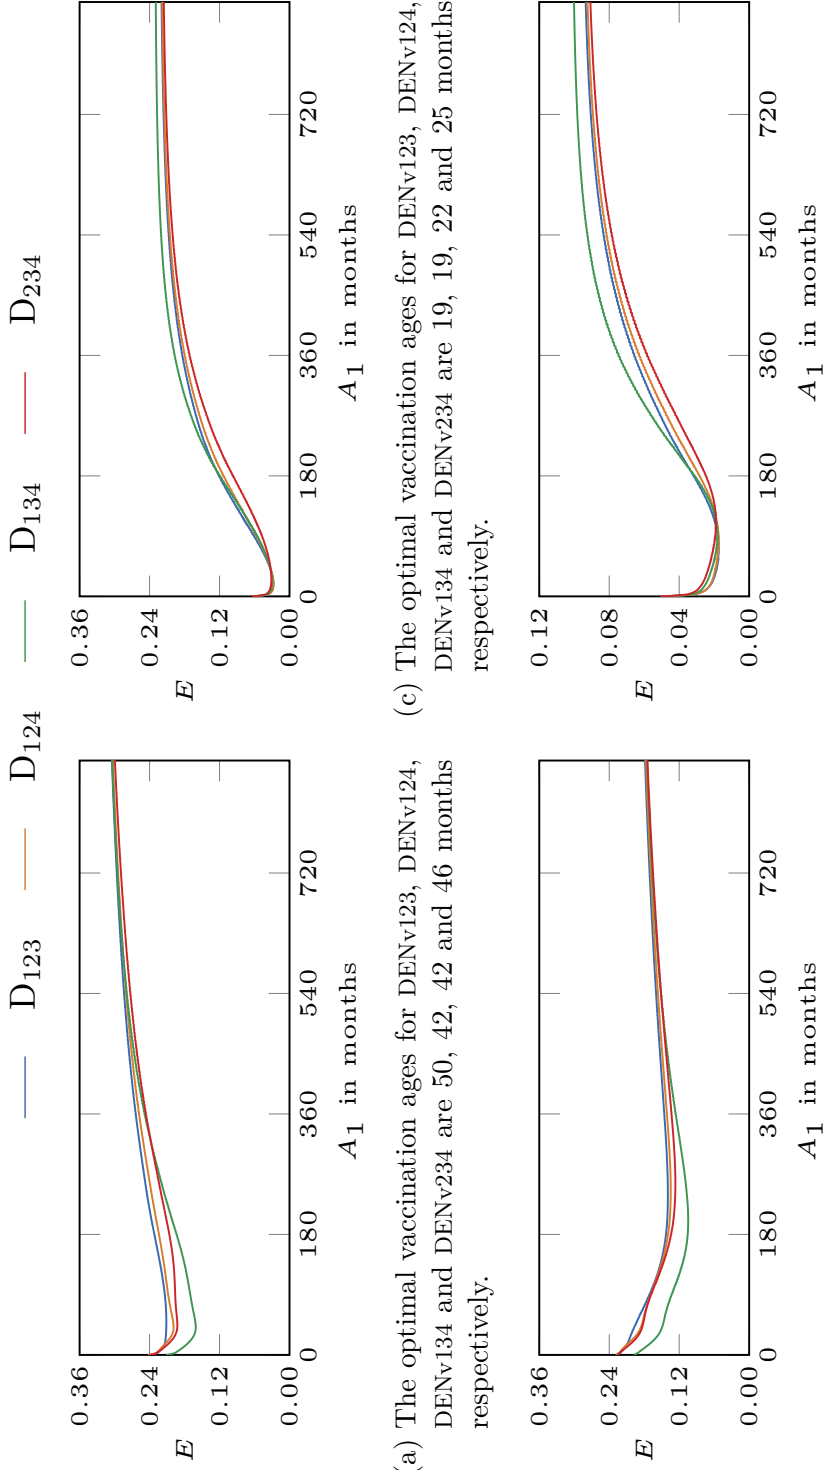 D₁₂₃ D₁₂₄ D₁₃₄ D₂₃₄
0.36
0.24
0.12
0.00
E
0 180 360 540 720
A₁ in months
(a) The optimal vaccination ages for DENv123, DENv124,
DENv134 and DENv234 are 50, 42, 42 and 46 months
respectively.
0.36
0.24
0.12
0.00
E
0 180 360 540 720
A₁ in months
(c) The optimal vaccination ages for DENv123, DENv124,
DENv134 and DENv234 are 19, 19, 22 and 25 months
respectively.
0.36
0.24
0.12
0.00
E
0 180 360 540 720
A₁ in months
0.12
0.08
0.04
0.00
E
0 180 360 540 720
A₁ in months